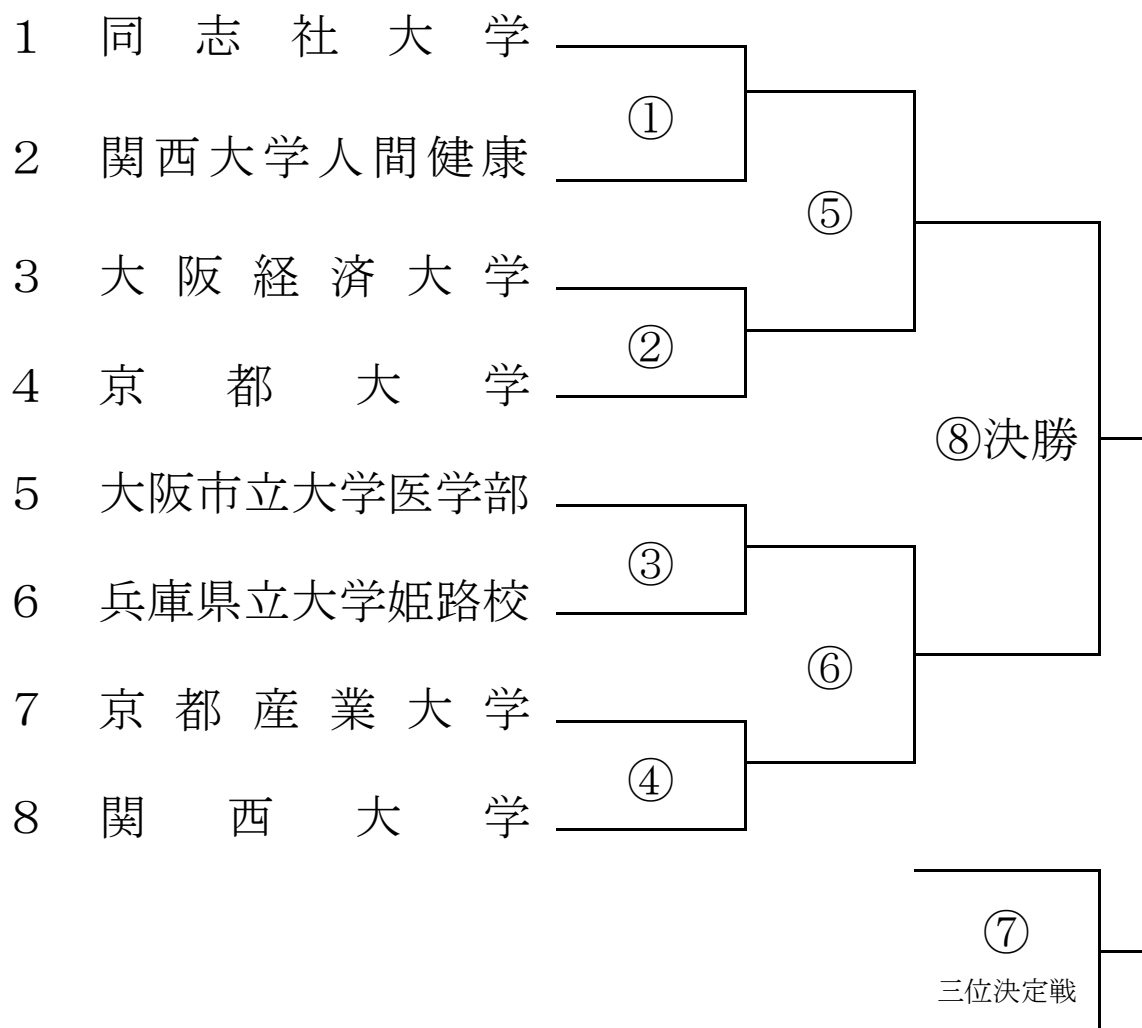 1 同志社大学
①
2 関西大学人間健康
⑤
3 大阪経済大学
②
4 京都大学
⑧決勝
5 大阪市立大学医学部
③
6 兵庫県立大学姫路校
⑥
7 京都産業大学
④
8 関西大学
⑦
三位決定戦